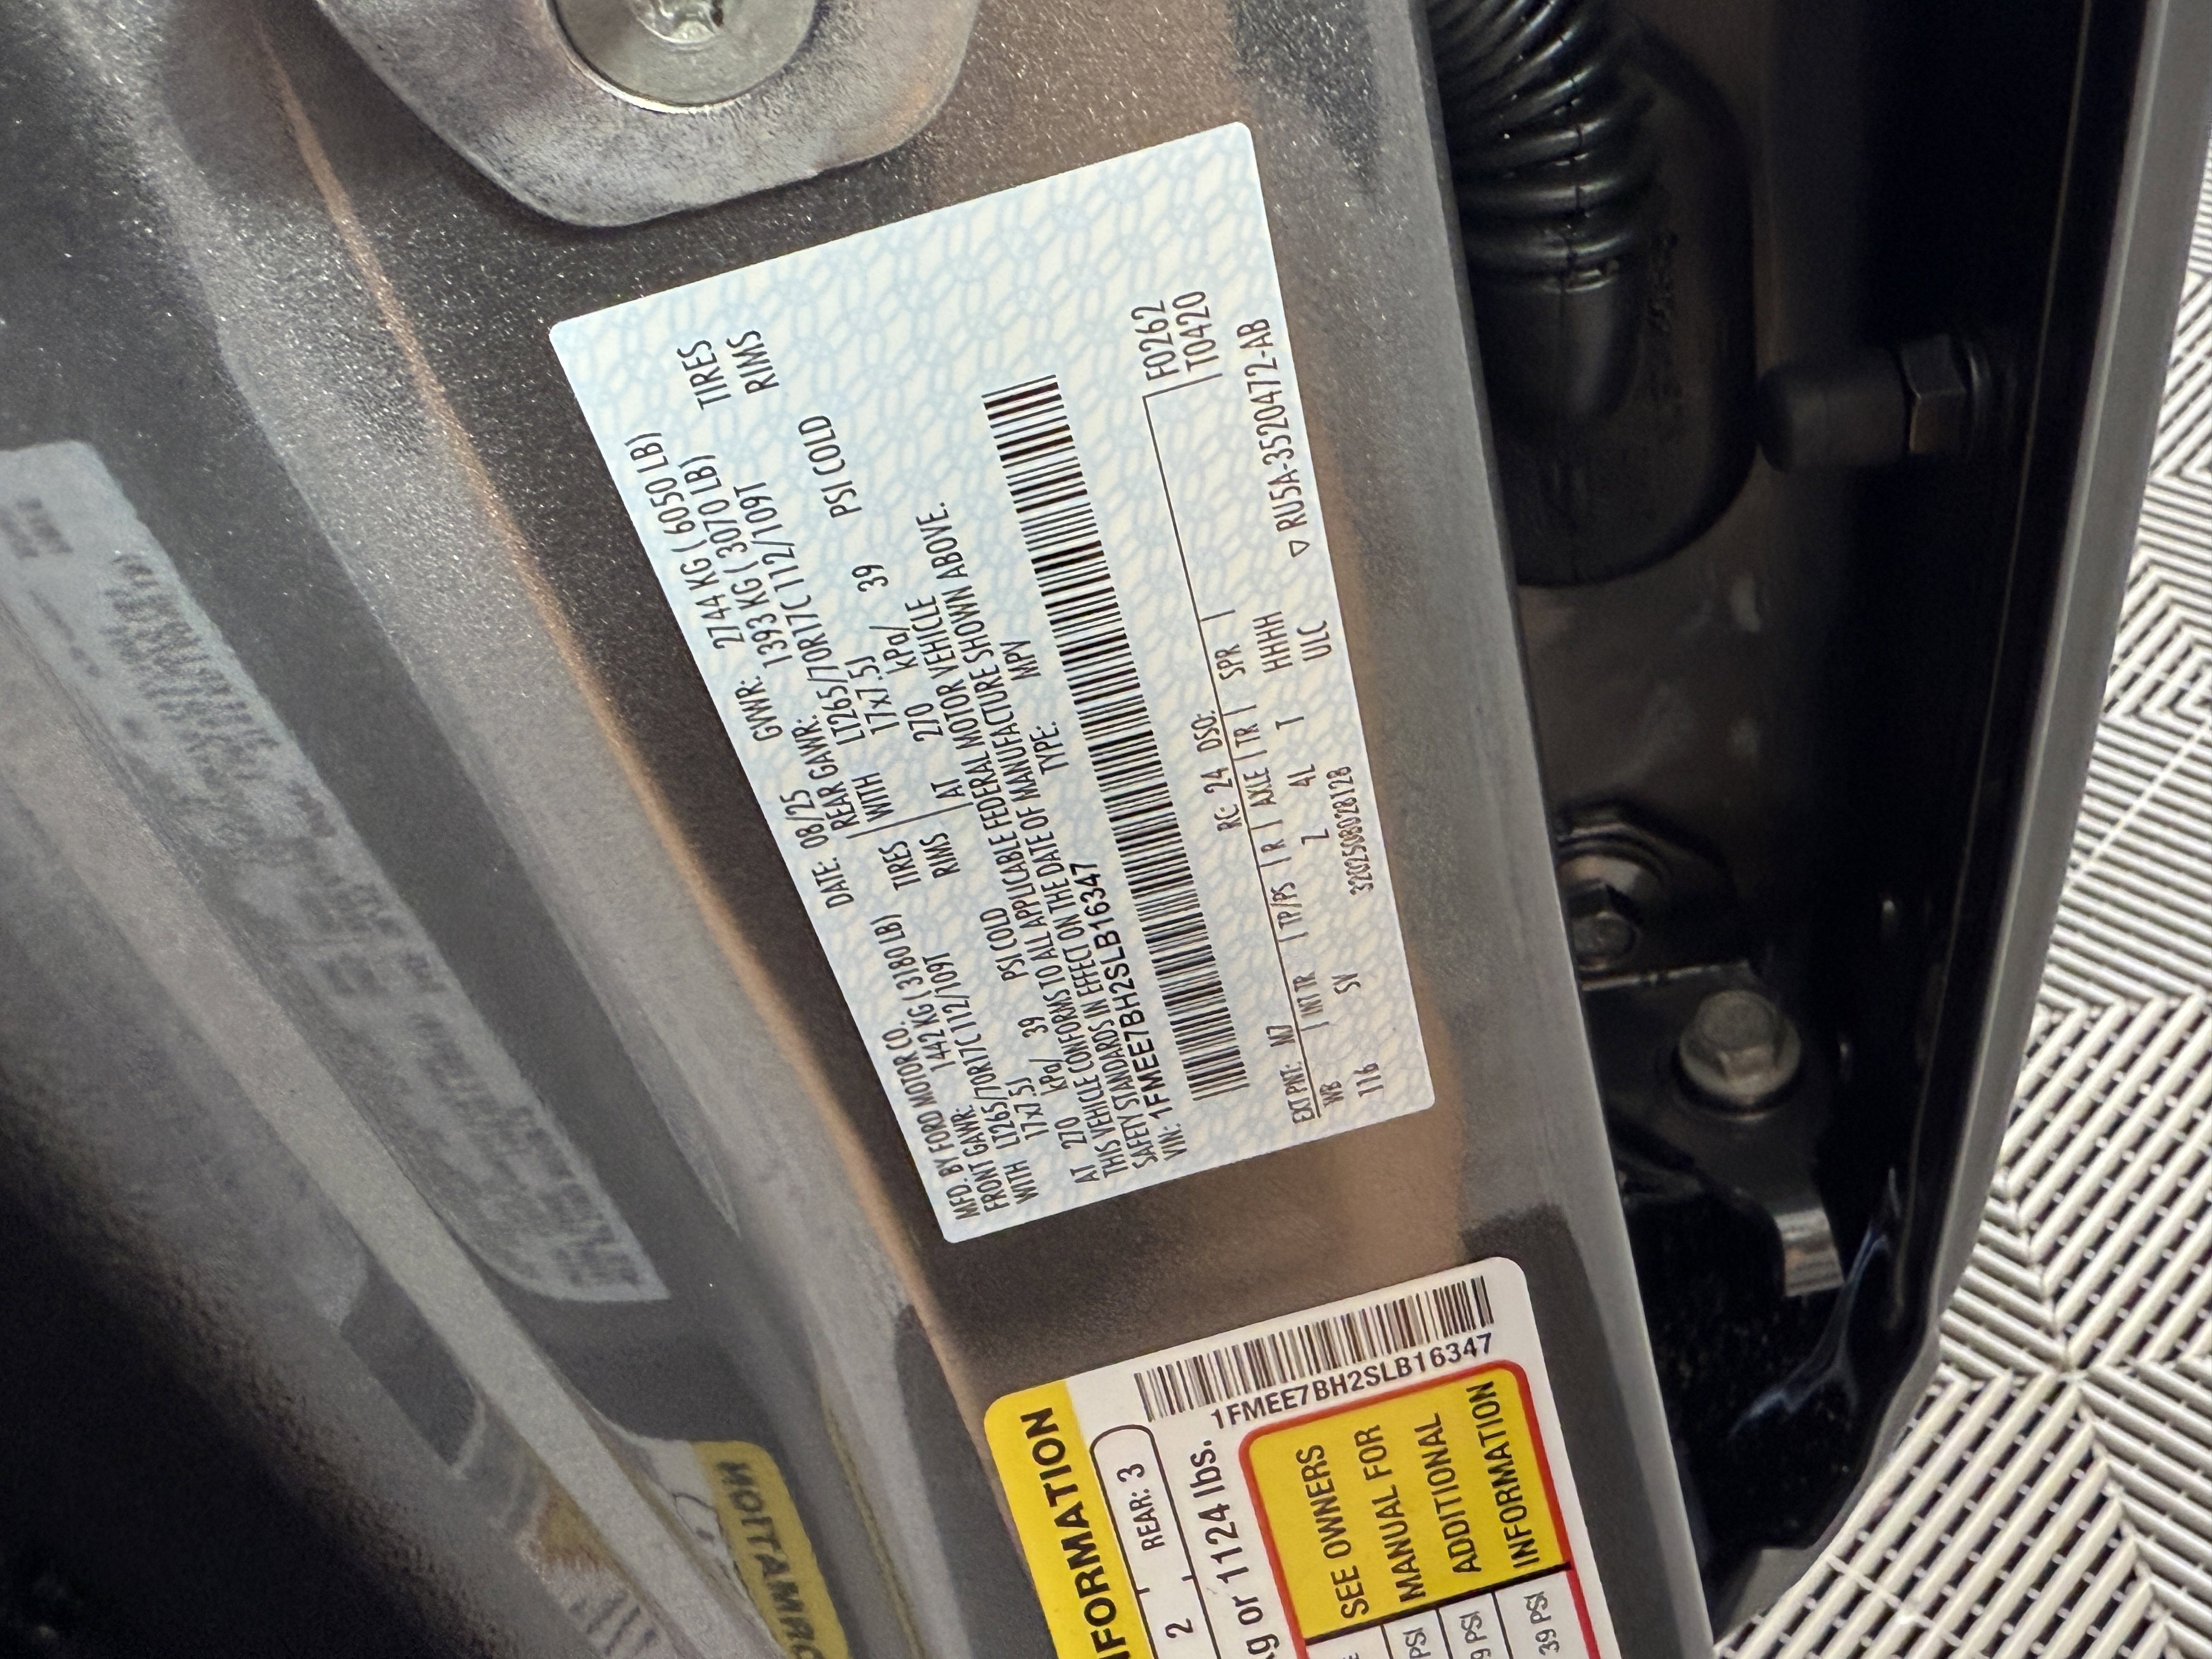 MFD. BY FORD MOTOR CO. DATE: 08/25 GVWR: 2744 KG ( 6050 LB)
FRONT GAWR: 1442 KG ( 3180 LB) REAR GAWR: 1393 KG ( 3070 LB)
WITH LT265/70R17C 112/109T TIRES WITH LT265/70R17C 112/109T TIRES
17x7.5J RIMS 17x7.5J RIMS
AT 270 kPa/ 39 PSI COLD AT 270 kPa/ 39 PSI COLD
THIS VEHICLE CONFORMS TO ALL APPLICABLE FEDERAL MOTOR VEHICLE
SAFETY STANDARDS IN EFFECT ON THE DATE OF MANUFACTURE SHOWN ABOVE.
VIN: 1FMEE7BH2SLB16347 TYPE: MPV
F0262
T0420
EXT PNT: M7 RC: 24 DSO:
WB INT TR TP/PS R AXLE TR SPR
116 SV Z 4L T HHHHH
ULC
3202508028128 RU5A-3520472-AB
REAR: 3
2
or 1124 lbs.
1FMEE7BH2SLB16347
SEE OWNERS
MANUAL FOR
ADDITIONAL
INFORMATION
PSI
PSI
39 PSI